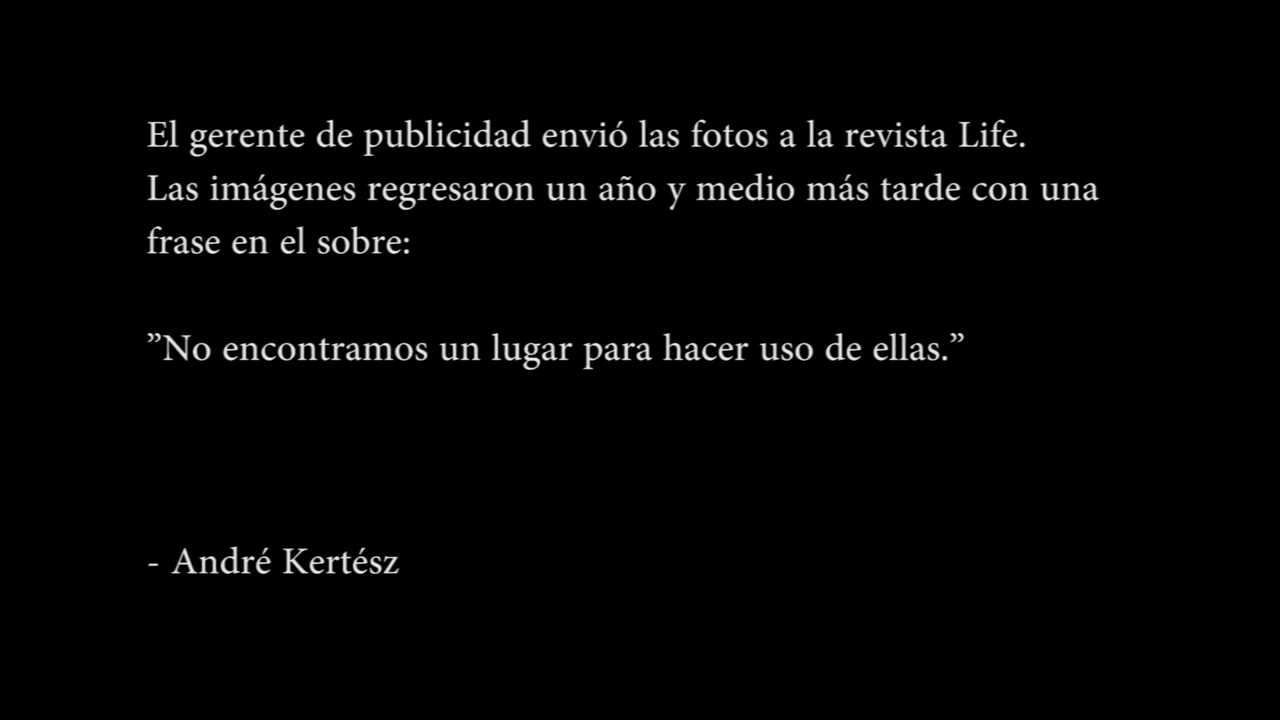 El gerente de publicidad envió las fotos a la revista Life.
Las imágenes regresaron un año y medio más tarde con una
frase en el sobre:
”No encontramos un lugar para hacer uso de ellas.”
- André Kertész